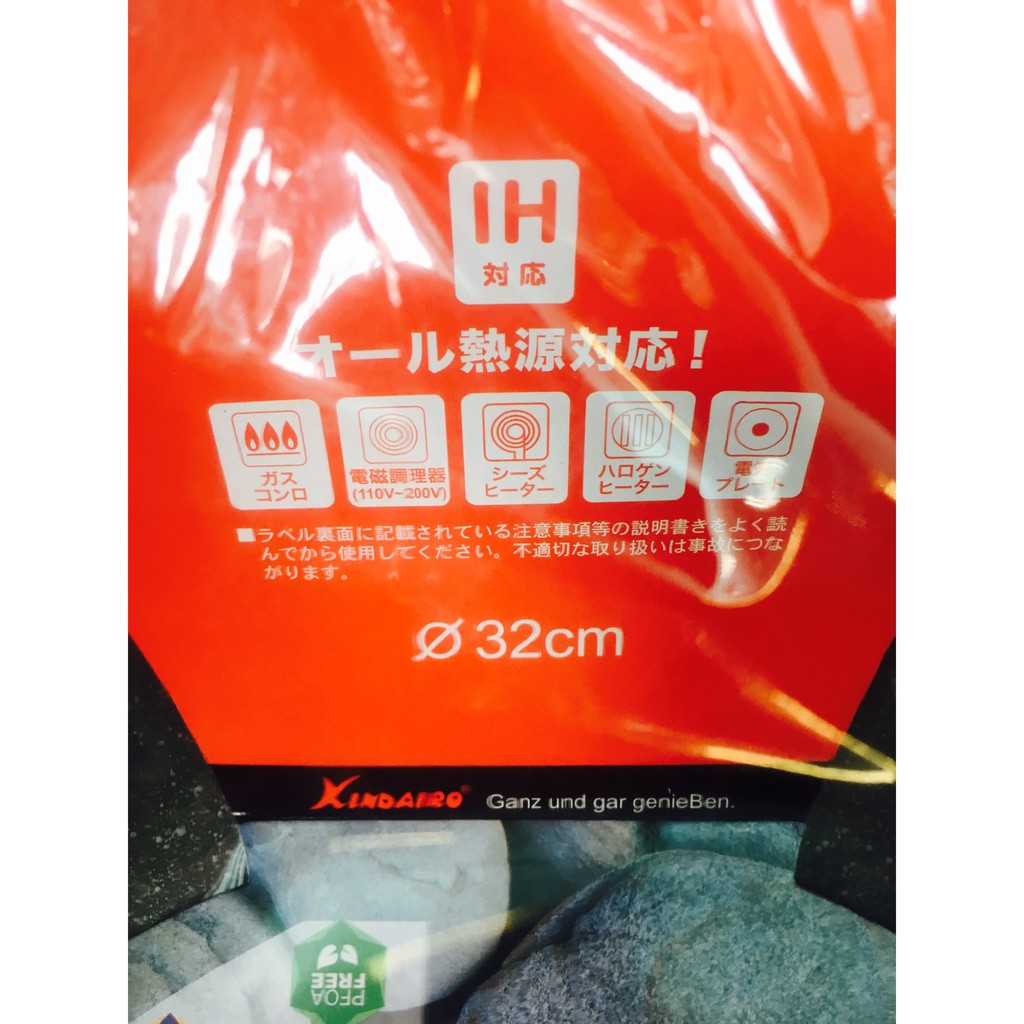 IH
対応
オール熱源対応!
ガス
コンロ
電磁調理器
(110V~200V)
シーズ
ヒーター
ハロゲン
ヒーター
プレート
■ラベル裏面に記載されている注意事項等の説明書きをよく読
んでから使用してください。不適切な取り扱いは事故につな
がります。
Ø 32cm
XINDAIRO® Ganz und gar genieBen.
PFOA
FREE